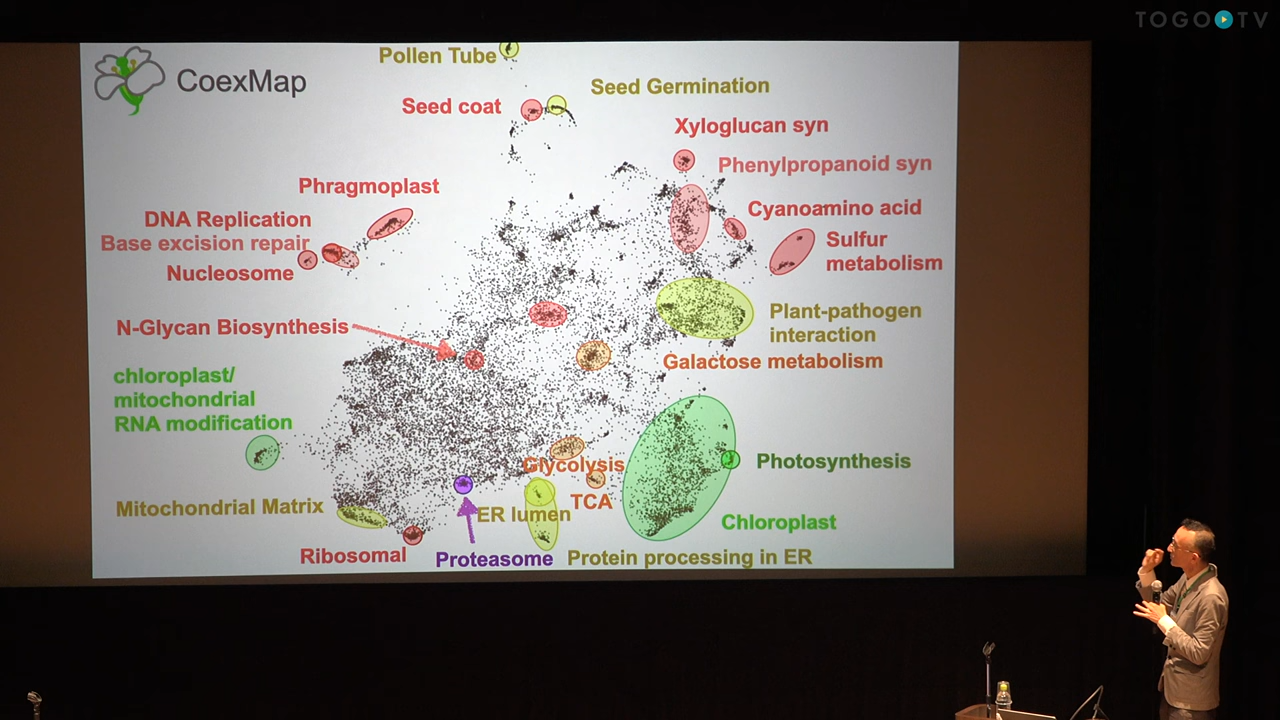 TOGO TV
CoexMap
Pollen Tube
Seed Germination
Seed coat
Xyloglucan syn
Phenylpropanoid syn
Phragmoplast
Cyanoamino acid
DNA Replication
Base excision repair
Nucleosome
Sulfur
metabolism
Plant-pathogen
interaction
N-Glycan Biosynthesis
Galactose metabolism
chloroplast/
mitochondrial
RNA modification
Glycolysis
Photosynthesis
TCA
Mitochondrial Matrix
ER lumen
Chloroplast
Ribosomal
Proteasome
Protein processing in ER